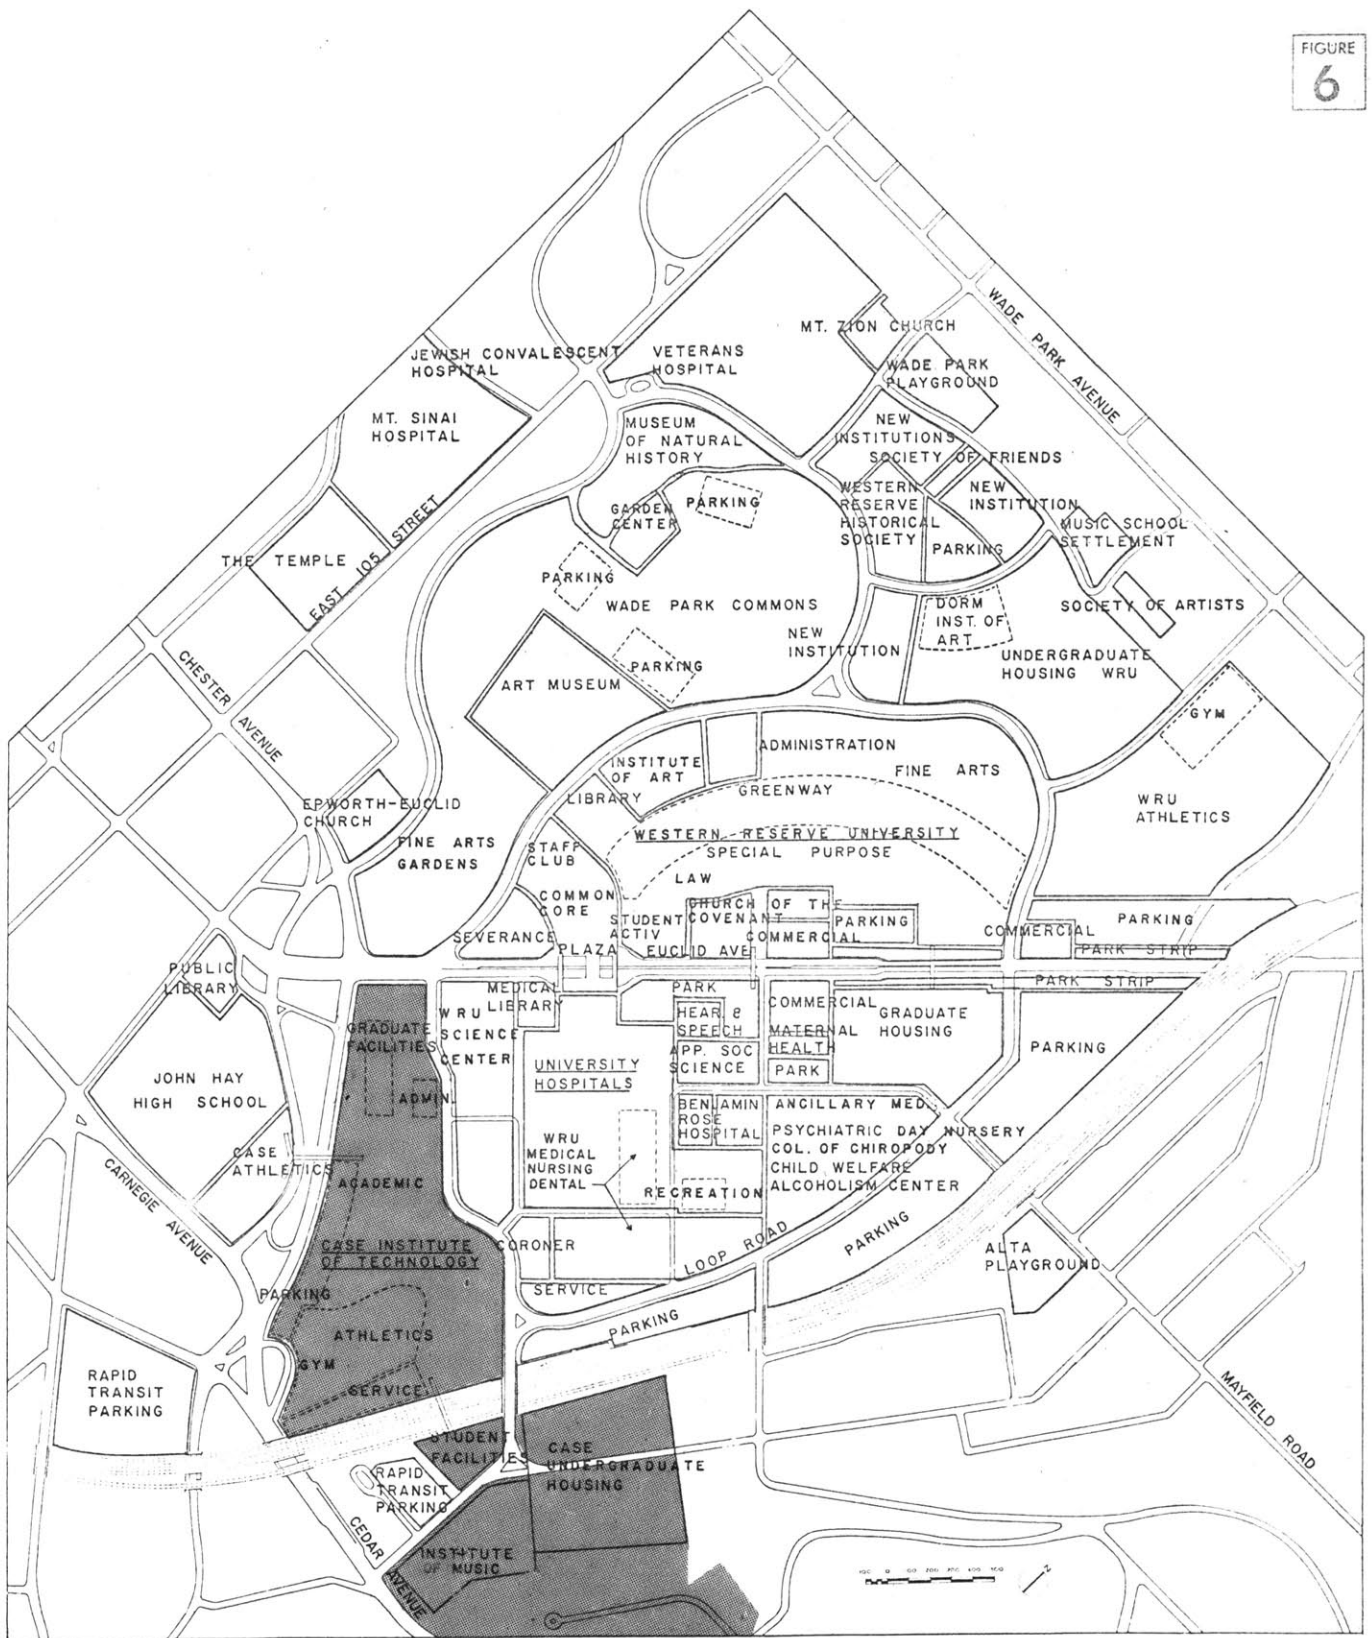 FIGURE
6
WADE PARK AVENUE
MT. ZION CHURCH
JEWISH CONVALESCENT
HOSPITAL
VETERANS
HOSPITAL
WADE PARK
PLAYGROUND
MT. SINAI
HOSPITAL
MUSEUM
OF NATURAL
HISTORY
NEW
INSTITUTIONS
SOCIETY OF FRIENDS
WESTERN
RESERVE
HISTORICAL
SOCIETY
NEW
INSTITUTION
GARDEN
CENTER
PARKING
MUSIC SCHOOL
SETTLEMENT
PARKING
THE TEMPLE
EAST 105 STREET
PARKING
WADE PARK COMMONS
DORM
INST. OF
ART
SOCIETY OF ARTISTS
NEW
INSTITUTION
UNDERGRADUATE
HOUSING WRU
PARKING
ART MUSEUM
CHESTER AVENUE
GYM
INSTITUTE
OF ART
ADMINISTRATION
FINE ARTS
LIBRARY
GREENWAY
WRU
ATHLETICS
EPWORTH-EUCLID
CHURCH
FINE ARTS
GARDENS
WESTERN RESERVE UNIVERSITY
SPECIAL PURPOSE
STAFF
CLUB
LAW
COMMON
CORE
STUDENT
ACTIV
CHURCH OF THE
COVENANT
COMMERCIAL
PARKING
COMMERCIAL
PARKING
SEVERANCE
PLAZA
EUCLID AVE
PARK STRIP
PARK STRIP
PUBLIC
LIBRARY
MEDICAL
LIBRARY
PARK
WRU
SCIENCE
CENTER
HEAR &
SPEECH
COMMERCIAL
MATERNAL
HEALTH
GRADUATE
HOUSING
GRADUATE
FACILITIES
APP. SOC
SCIENCE
PARK
PARKING
UNIVERSITY
HOSPITALS
JOHN HAY
HIGH SCHOOL
ADMIN.
BENJAMIN
ROSE
HOSPITAL
ANCILLARY MED.
PSYCHIATRIC DAY NURSERY
COL. OF CHIROPODY
CHILD WELFARE
ALCOHOLISM CENTER
WRU
MEDICAL
NURSING
DENTAL
CASE
ATHLETICS
ACADEMIC
RECREATION
CARNEGIE AVENUE
CASE INSTITUTE
OF TECHNOLOGY
CORONER
LOOP ROAD
PARKING
ALTA
PLAYGROUND
PARKING
SERVICE
PARKING
ATHLETICS
GYM
SERVICE
RAPID
TRANSIT
PARKING
MAYFIELD ROAD
STUDENT
FACILITIES
CASE
UNDERGRADUATE
HOUSING
RAPID
TRANSIT
PARKING
CEDAR AVENUE
INSTITUTE
OF MUSIC
100 0 100 200 300 400 500
N